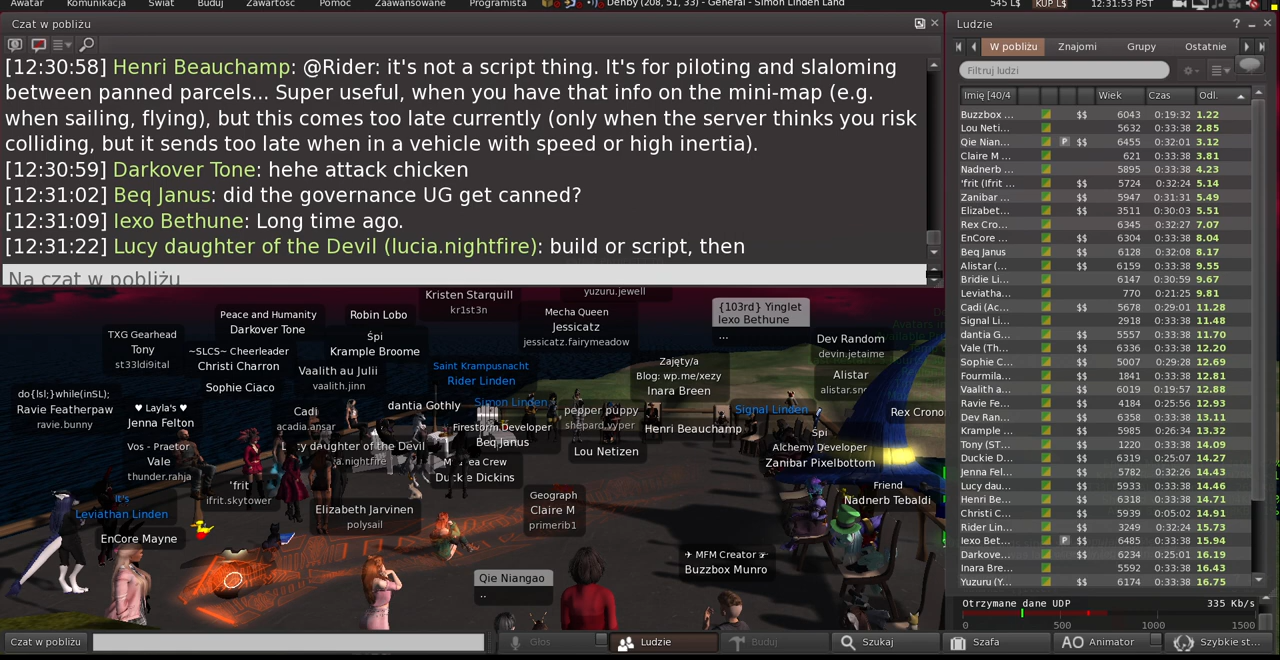 Awatar Komunikacja Świat Buduj Zawartość Pomoc Zaawansowane Programista Denby (208, 51, 33) - General - Simon Linden Land 545 L$ KUP L$ 12:31:53 PST
Czat w pobliżu
[12:30:58] Henri Beauchamp: @Rider: it's not a script thing. It's for piloting and slaloming
between panned parcels... Super useful, when you have that info on the mini-map (e.g.
when sailing, flying), but this comes too late currently (only when the server thinks you risk
colliding, but it sends too late when in a vehicle with speed or high inertia).
[12:30:59] Darkover Tone: hehe attack chicken
[12:31:02] Beq Janus: did the governance UG get canned?
[12:31:09] Iexo Bethune: Long time ago.
[12:31:22] Lucy daughter of the Devil (lucia.nightfire): build or script, then
Na czat w pobliżu
Kristen Starquill
kr1st3n
yuzuru.jewell
Peace and Humanity
Darkover Tone
Robin Lobo
Mecha Queen
Jessicatz
jessicatz.fairymeadow
{103rd} Yinglet
Iexo Bethune
...
TXG Gearhead
Tony
st33ldi9ital
~SLCS~ Cheerleader
Christi Charron
Śpi
Krample Broome
Dev Random
devin.jetaime
Sophie Ciaco
Vaalith au Julii
vaalith.jinn
Saint Krampusnacht
Rider Linden
Zajęty/a
Blog: wp.me/xezy
Inara Breen
Alistar
do{lsl;}while(inSL);
Ravie Featherpaw
ravie.bunny
♥ Layla's ♥
Jenna Felton
Cadi
acadia.ansar
dantia Gothly
Simon Linden
Firestorm Developer
Beq Janus
pepper puppy
shepard.vyper
Henri Beauchamp
Signal Linden
Rex Crono
Vos - Praetor
Vale
thunder.rahja
Lou Netizen
Śpi
Alchemy Developer
Zanibar Pixelbottom
'frit
ifrit.skytower
Duckie Dickins
it's
Leviathan Linden
Elizabeth Jarvinen
polysail
Geograph
Claire M
primerib1
Friend
Nadnerb Tebaldi
EnCore Mayne
✈ MFM Creator ✈
Buzzbox Munro
Qie Niangao
..
Ludzie
W pobliżu Znajomi Grupy Ostatnie
Filtruj ludzi
Imię [40/4 Wiek Czas Odl.
Buzzbox ... $$ 6043 0:19:32 1.22
Lou Neti... 5632 0:33:38 2.85
Qie Nian... P $$ 6455 0:32:01 3.12
Claire M ... 621 0:33:38 3.81
Nadnerb ... 5895 0:33:38 4.23
'frit (Ifrit ... $$ 5724 0:32:24 5.14
Zanibar ... $$ 5947 0:31:31 5.49
Elizabet... $$ 3511 0:30:03 5.51
Rex Cro... 6345 0:32:27 7.07
EnCore ... $$ 6304 0:33:38 8.04
Beq Janus $$ 6128 0:32:08 8.17
Alistar (... $$ 6159 0:33:38 9.55
Bridie Li... 6147 0:30:59 9.67
Leviatha... 770 0:21:25 9.81
Cadi (Ac... $$ 5678 0:29:01 11.28
Signal Li... 2918 0:33:38 11.48
dantia G... $$ 5557 0:33:38 11.70
Vale (Th... $$ 6336 0:33:38 12.20
Sophie C... $$ 5007 0:29:28 12.69
Fourmila... $$ 1841 0:33:38 12.81
Vaalith a... $$ 6019 0:19:57 12.88
Ravie Fe... $$ 4184 0:25:56 12.93
Dev Ran... $$ 6358 0:33:38 13.11
Krample ... $$ 5985 0:26:34 13.32
Tony (ST... $$ 1220 0:33:38 14.09
Duckie D... $$ 6319 0:25:07 14.27
Jenna Fel... $$ 5782 0:32:26 14.43
Lucy dau... $$ 5933 0:33:38 14.46
Henri Be... $$ 6318 0:33:38 14.71
Christi C... $$ 5939 0:05:02 14.91
Rider Lin... $$ 3249 0:32:24 15.73
Iexo Bet... P $$ 6485 0:33:38 15.94
Darkove... $$ 6234 0:25:01 16.19
Inara Bre... 5592 0:33:38 16.43
Yuzuru (Y... $$ 6174 0:33:38 16.75
Otrzymane dane UDP 335 Kb/s
0 500 1000 1500
Czat w pobliżu Głos Ludzie Buduj Szukaj Szafa AO Animator Szybkie st...